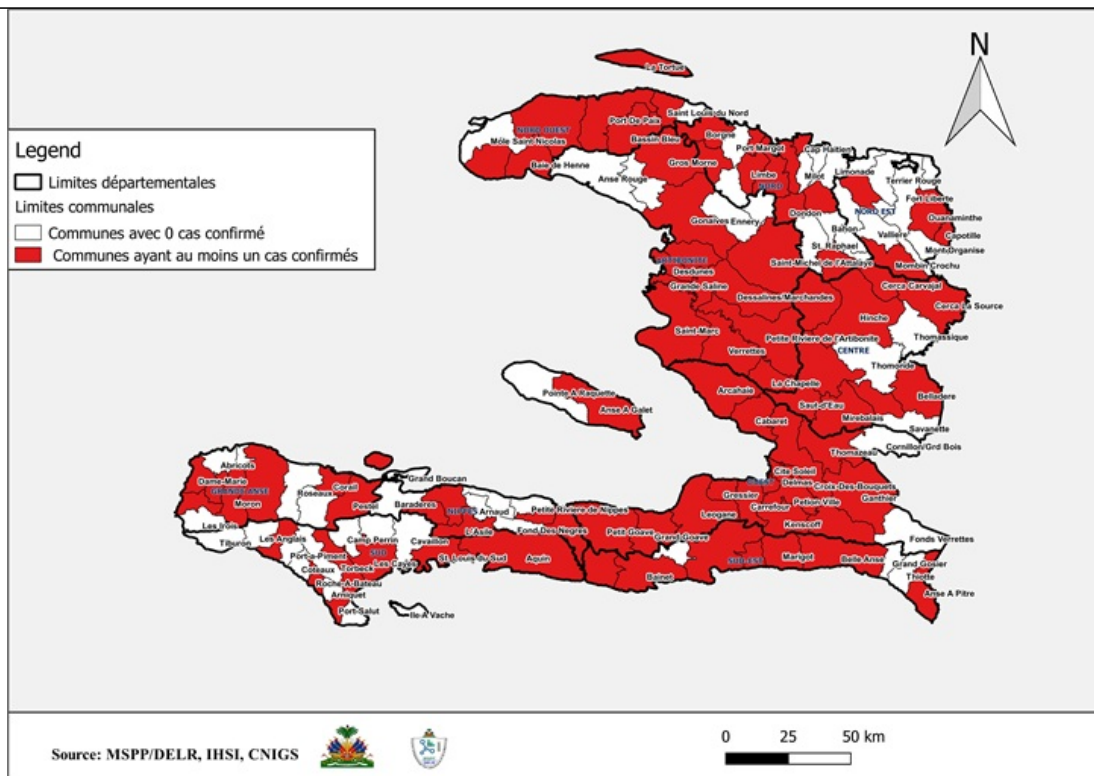 N
La Tortue
Legend
Limites départementales
Limites communales
Communes avec 0 cas confirmé
Communes ayant au moins un cas confirmés
Saint Louis du Nord
Port De Paix
NORD OUEST
Môle Saint Nicolas
Bassin Bleu
Borgne
Port Margot
Cap Haitien
Baie de Henne
Gros Morne
Limbe
Milot
Limonade
Terrier Rouge
Anse Rouge
NORD
Fort Liberte
NORD EST
Ouanaminthe
Gonaives
Ennery
Dondon
Bahon
Valliere
Capotille
St. Raphael
Mont-Organise
ARTIBONITE
Saint-Michel de l'Attalaye
Mombin Crochu
Desdunes
Grande Saline
Cerca Carvajal
Dessalines/Marchandes
Cerca La Source
Hinche
Saint-Marc
Petite Riviere de l'Artibonite
Thomassique
Verrettes
CENTRE
Thomonde
La Chapelle
Pointe A Raquette
Arcahaie
Belladere
Anse A Galet
Saut-d'Eau
Cabaret
Mirebalais
Savanette
Cornillon/Grd Bois
Thomazeau
Abricots
Grand Boucan
Cite Soleil
Dame-Marie
Corail
OUEST
Delmas
Croix-Des-Bouquets
GRANDE ANSE
Roseaux
Gressier
Petion Ville
Ganthier
Moron
Pestel
Baraderes
NIPPES
Arnaud
Petite Riviere de Nippes
Leogane
Carrefour
Les Irois
L'Asile
Fond Des Negres
Petit Goave
Kenscoff
Tiburon
Les Anglais
Camp Perrin
Cavaillon
Grand Goave
Fonds Verrettes
Port-a-Piment
SUD
St. Louis du Sud
Aquin
SUD EST
Marigot
Belle Anse
Grand Gosier
Coteaux
Torbeck
Les Cayes
Bainet
Thiotte
Roche-A-Bateau
Anse A Pitre
Arniquet
Port-Salut
Ile A Vache
Source: MSPP/DELR, IHSI, CNIGS
0 25 50 km